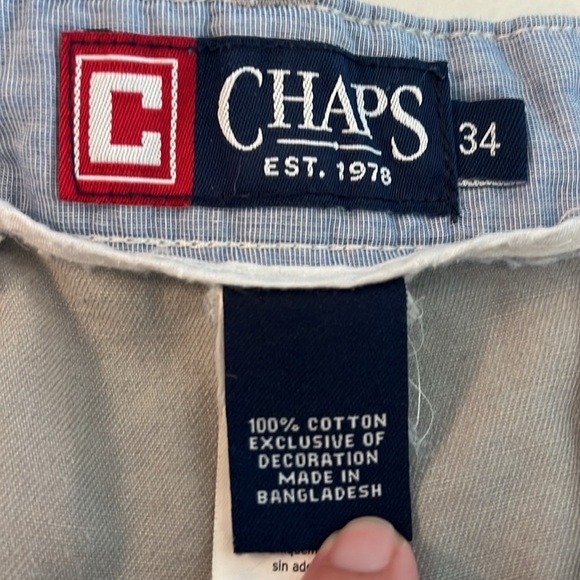 C CHAPS 34
EST. 1978
100% COTTON
EXCLUSIVE OF
DECORATION
MADE IN
BANGLADESH
sin